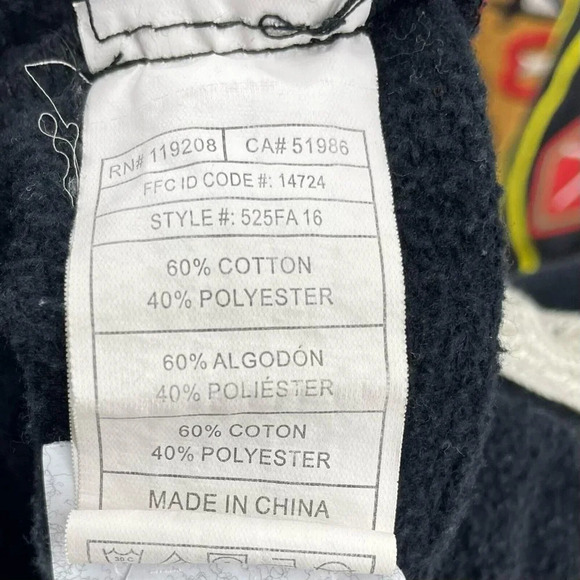 RN# 119208 CA# 51986
FFC ID CODE #: 14724
STYLE #: 525FA 16
60% COTTON
40% POLYESTER
60% ALGODÓN
40% POLIÉSTER
60% COTON
40% POLYESTER
MADE IN CHINA
30 C